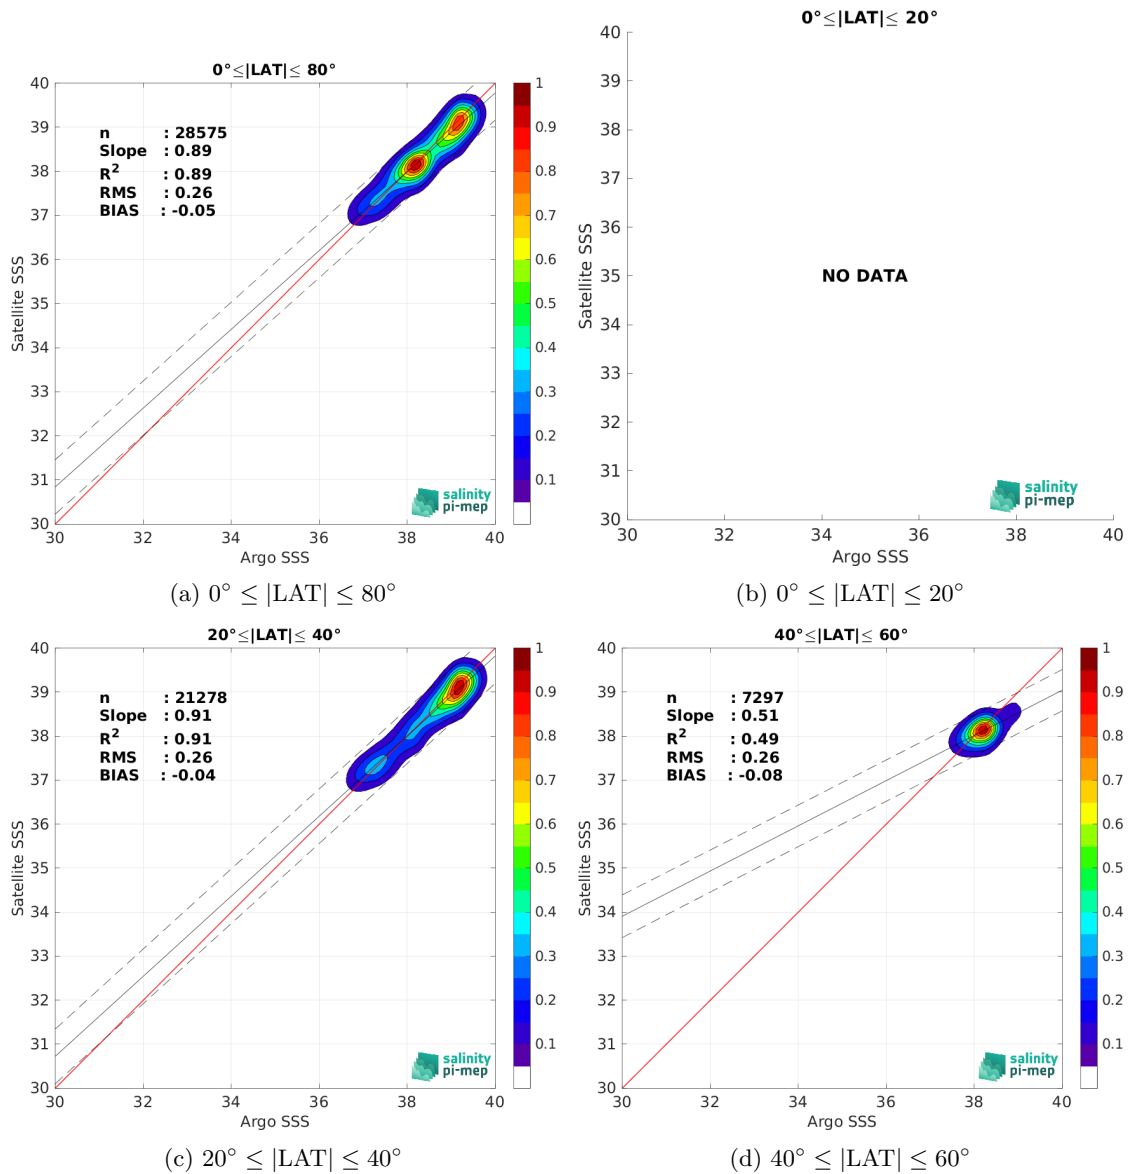 0°≤|LAT|≤ 80°
40
39
38
37
36
35
34
33
32
31
30
Satellite SSS
n : 28575
Slope : 0.89
R² : 0.89
RMS : 0.26
BIAS : -0.05
salinity
pi-mep
30 32 34 36 38 40
Argo SSS
1
0.9
0.8
0.7
0.6
0.5
0.4
0.3
0.2
0.1
(a) 0° ≤ |LAT| ≤ 80°
0°≤|LAT|≤ 20°
40
39
38
37
36
35
34
33
32
31
30
Satellite SSS
NO DATA
salinity
pi-mep
30 32 34 36 38 40
Argo SSS
(b) 0° ≤ |LAT| ≤ 20°
20°≤|LAT|≤ 40°
40
39
38
37
36
35
34
33
32
31
30
Satellite SSS
n : 21278
Slope : 0.91
R² : 0.91
RMS : 0.26
BIAS : -0.04
salinity
pi-mep
30 32 34 36 38 40
Argo SSS
1
0.9
0.8
0.7
0.6
0.5
0.4
0.3
0.2
0.1
(c) 20° ≤ |LAT| ≤ 40°
40°≤|LAT|≤ 60°
40
39
38
37
36
35
34
33
32
31
30
Satellite SSS
n : 7297
Slope : 0.51
R² : 0.49
RMS : 0.26
BIAS : -0.08
salinity
pi-mep
30 32 34 36 38 40
Argo SSS
1
0.9
0.8
0.7
0.6
0.5
0.4
0.3
0.2
0.1
(d) 40° ≤ |LAT| ≤ 60°